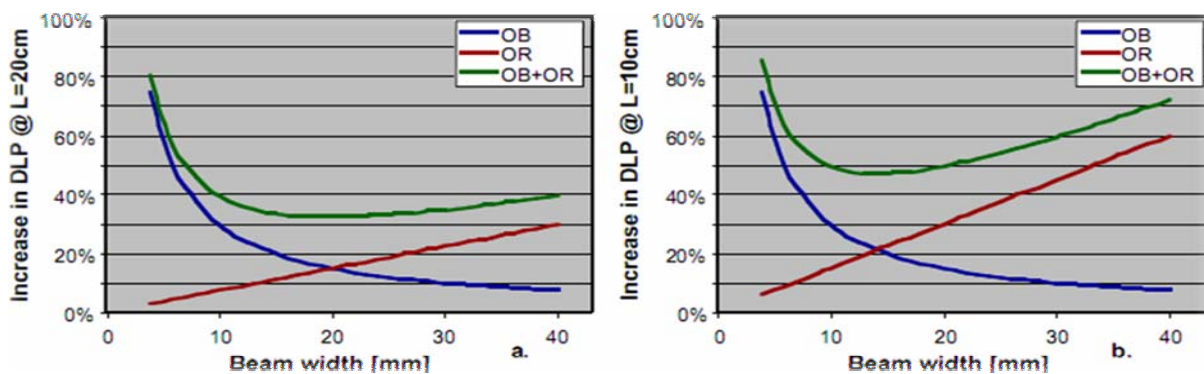 Increase in DLP @ L=20cm
100%
80%
60%
40%
20%
0%
OB
OR
OB+OR
0 10 20 30 40
Beam width [mm]
a.
Increase in DLP @ L=10cm
100%
80%
60%
40%
20%
0%
OB
OR
OB+OR
0 10 20 30 40
Beam width [mm]
b.